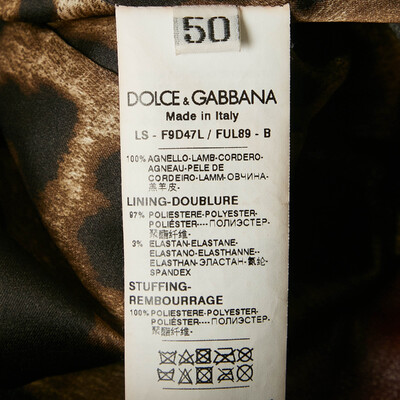 50
DOLCE & GABBANA
Made in Italy
LS - F9D47L / FUL89 - B
100% AGNELLO-LAMB-CORDERO-
AGNEAU-PELE DE
CORDEIRO-LAMM-ОВЧИНА-
羔羊皮-
LINING-DOUBLURE
97% POLIESTERE-POLYESTER-
POLIÉSTER----ПОЛИЭСТЕР-
聚酯纤维-
3% ELASTAN-ELASTANE-
ELASTANO-ELASTHANNE--
ELASTHAN-ЭЛАСТАН-氨纶-
SPANDEX
STUFFING-
REMBOURRAGE
100% POLIESTERE-POLYESTER-
POLIÉSTER----ПОЛИЭСТЕР-
聚酯纤维-